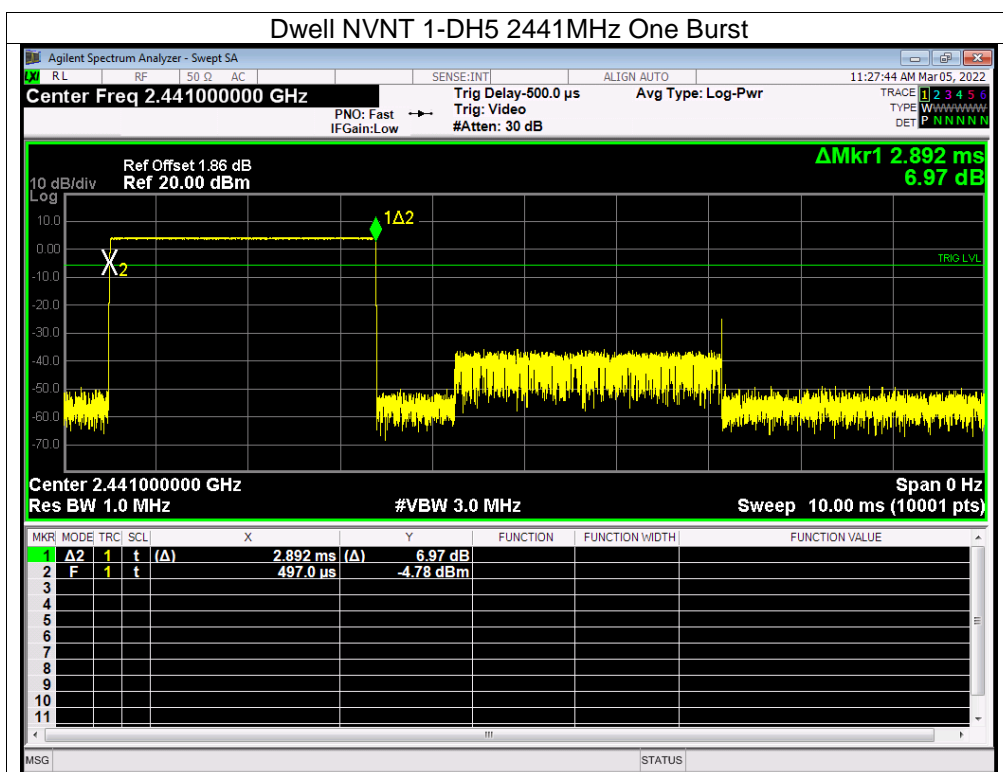 Dwell NVNT 1-DH5 2441MHz One Burst
Agilent Spectrum Analyzer - Swept SA
LXI RL RF 50 Ω AC SENSE:INT ALIGN AUTO 11:27:44 AM Mar 05, 2022
Center Freq 2.441000000 GHz
PNO: Fast
IFGain:Low
Trig Delay-500.0 µs
Trig: Video
#Atten: 30 dB
Avg Type: Log-Pwr
TRACE 1 2 3 4 5 6
TYPE WWWWWW
DET P N N N N N
ΔMkr1 2.892 ms
6.97 dB
Ref Offset 1.86 dB
10 dB/div Ref 20.00 dBm
Log
10.0
0.00
-10.0
-20.0
-30.0
-40.0
-50.0
-60.0
-70.0
1Δ2
2
TRIG LVL
Center 2.441000000 GHz Span 0 Hz
Res BW 1.0 MHz #VBW 3.0 MHz Sweep 10.00 ms (10001 pts)
MKR MODE TRC SCL X Y FUNCTION FUNCTION WIDTH FUNCTION VALUE
1 Δ2 1 t (Δ) 2.892 ms (Δ) 6.97 dB
2 F 1 t 497.0 µs -4.78 dBm
3
4
5
6
7
8
9
10
11
MSG STATUS